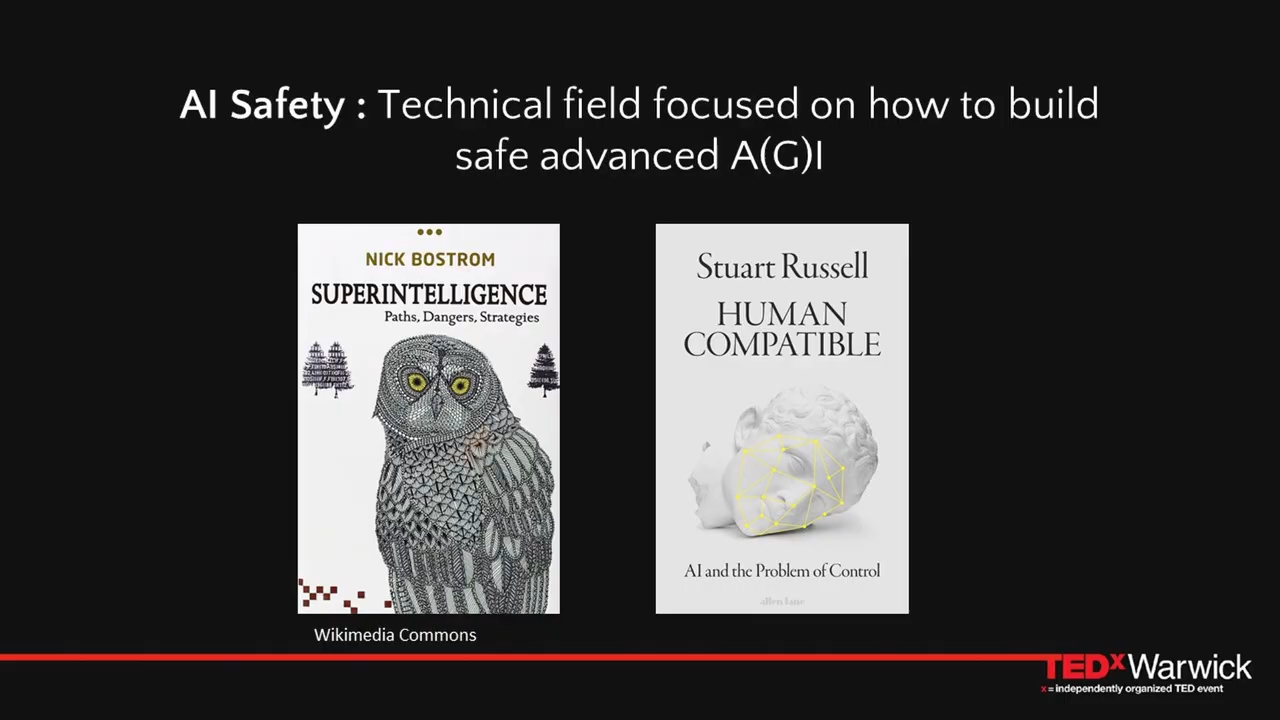 AI Safety : Technical field focused on how to build
safe advanced A(G)I
NICK BOSTROM
SUPERINTELLIGENCE
Paths, Dangers, Strategies
Stuart Russell
HUMAN
COMPATIBLE
AI and the Problem of Control
allen lane
Wikimedia Commons
TEDxWarwick
x = independently organized TED event